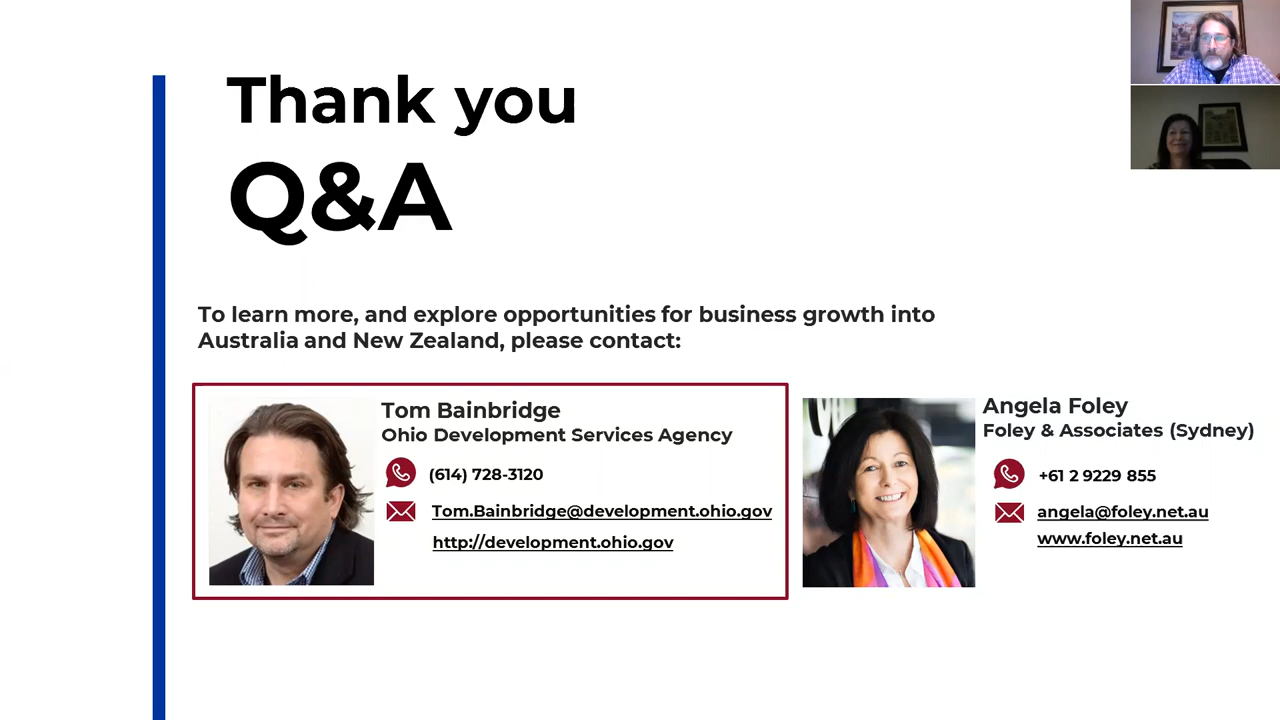 Thank you
Q&A
To learn more, and explore opportunities for business growth into
Australia and New Zealand, please contact:
Tom Bainbridge
Ohio Development Services Agency
(614) 728-3120
Tom.Bainbridge@development.ohio.gov
http://development.ohio.gov
Angela Foley
Foley & Associates (Sydney)
+61 2 9229 855
angela@foley.net.au
www.foley.net.au